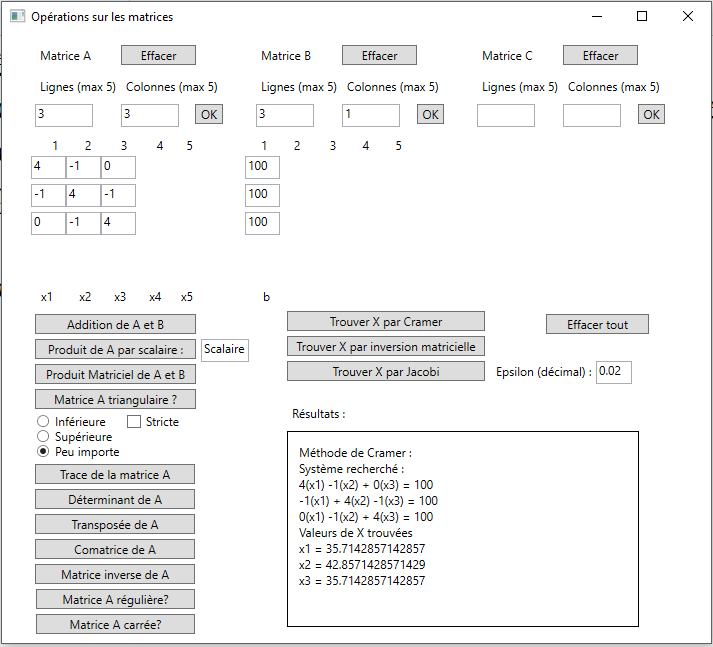 Opérations sur les matrices
Matrice A Effacer Matrice B Effacer Matrice C Effacer
Lignes (max 5) Colonnes (max 5) Lignes (max 5) Colonnes (max 5) Lignes (max 5) Colonnes (max 5)
3 3 OK 3 1 OK OK
1 2 3 4 5 1 2 3 4 5
4 -1 0 100
-1 4 -1 100
0 -1 4 100
x1 x2 x3 x4 x5 b
Addition de A et B
Produit de A par scalaire : Scalaire
Produit Matriciel de A et B
Matrice A triangulaire ?
Inférieure Stricte
Supérieure
Peu importe
Trace de la matrice A
Déterminant de A
Transposée de A
Comatrice de A
Matrice inverse de A
Matrice A régulière?
Matrice A carrée?
Trouver X par Cramer
Trouver X par inversion matricielle
Trouver X par Jacobi Epsilon (décimal) : 0.02
Effacer tout
Résultats :
Méthode de Cramer :
Système recherché :
4(x1) -1(x2) + 0(x3) = 100
-1(x1) + 4(x2) -1(x3) = 100
0(x1) -1(x2) + 4(x3) = 100
Valeurs de X trouvées
x1 = 35.7142857142857
x2 = 42.8571428571429
x3 = 35.7142857142857